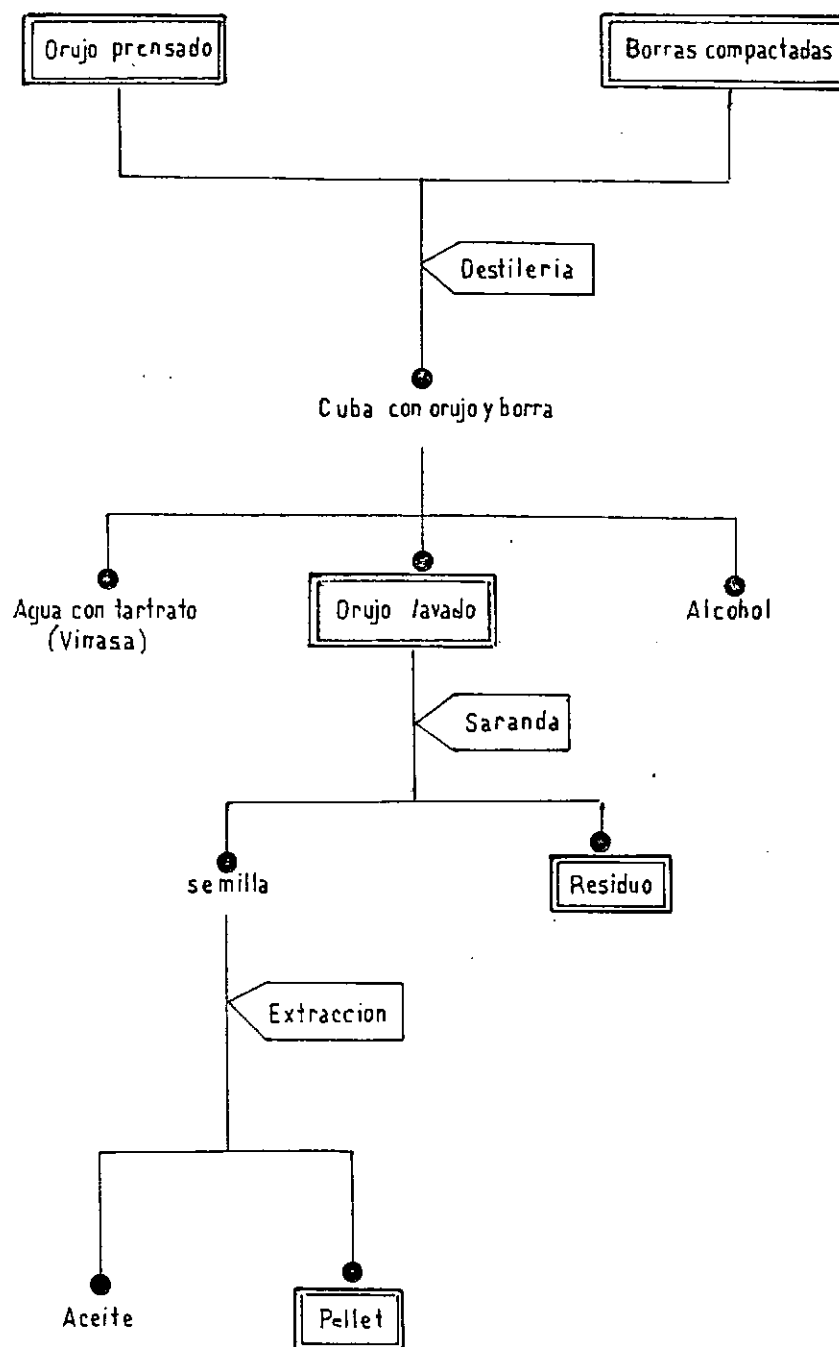 Orujo prensado
Borras compactadas
Destileria
Cuba con orujo y borra
Agua con tartrato
(Vinasa)
Orujo lavado
Alcohol
Saranda
semilla
Residuo
Extraccion
Aceite
Pellet